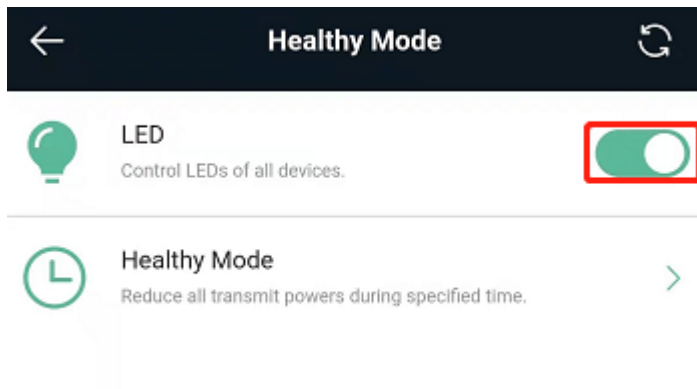 Healthy Mode
LED
Control LEDs of all devices.
Healthy Mode
Reduce all transmit powers during specified time.